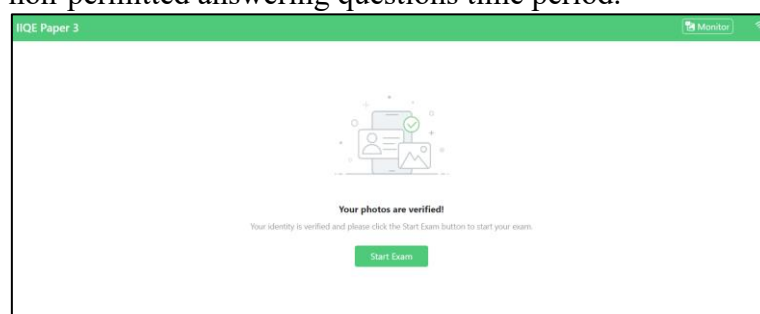 non-permitted answering questions time period.
IIQE Paper 3
Monitor
Your photos are verified!
Your identity is verified and please click the Start Exam button to start your exam.
Start Exam